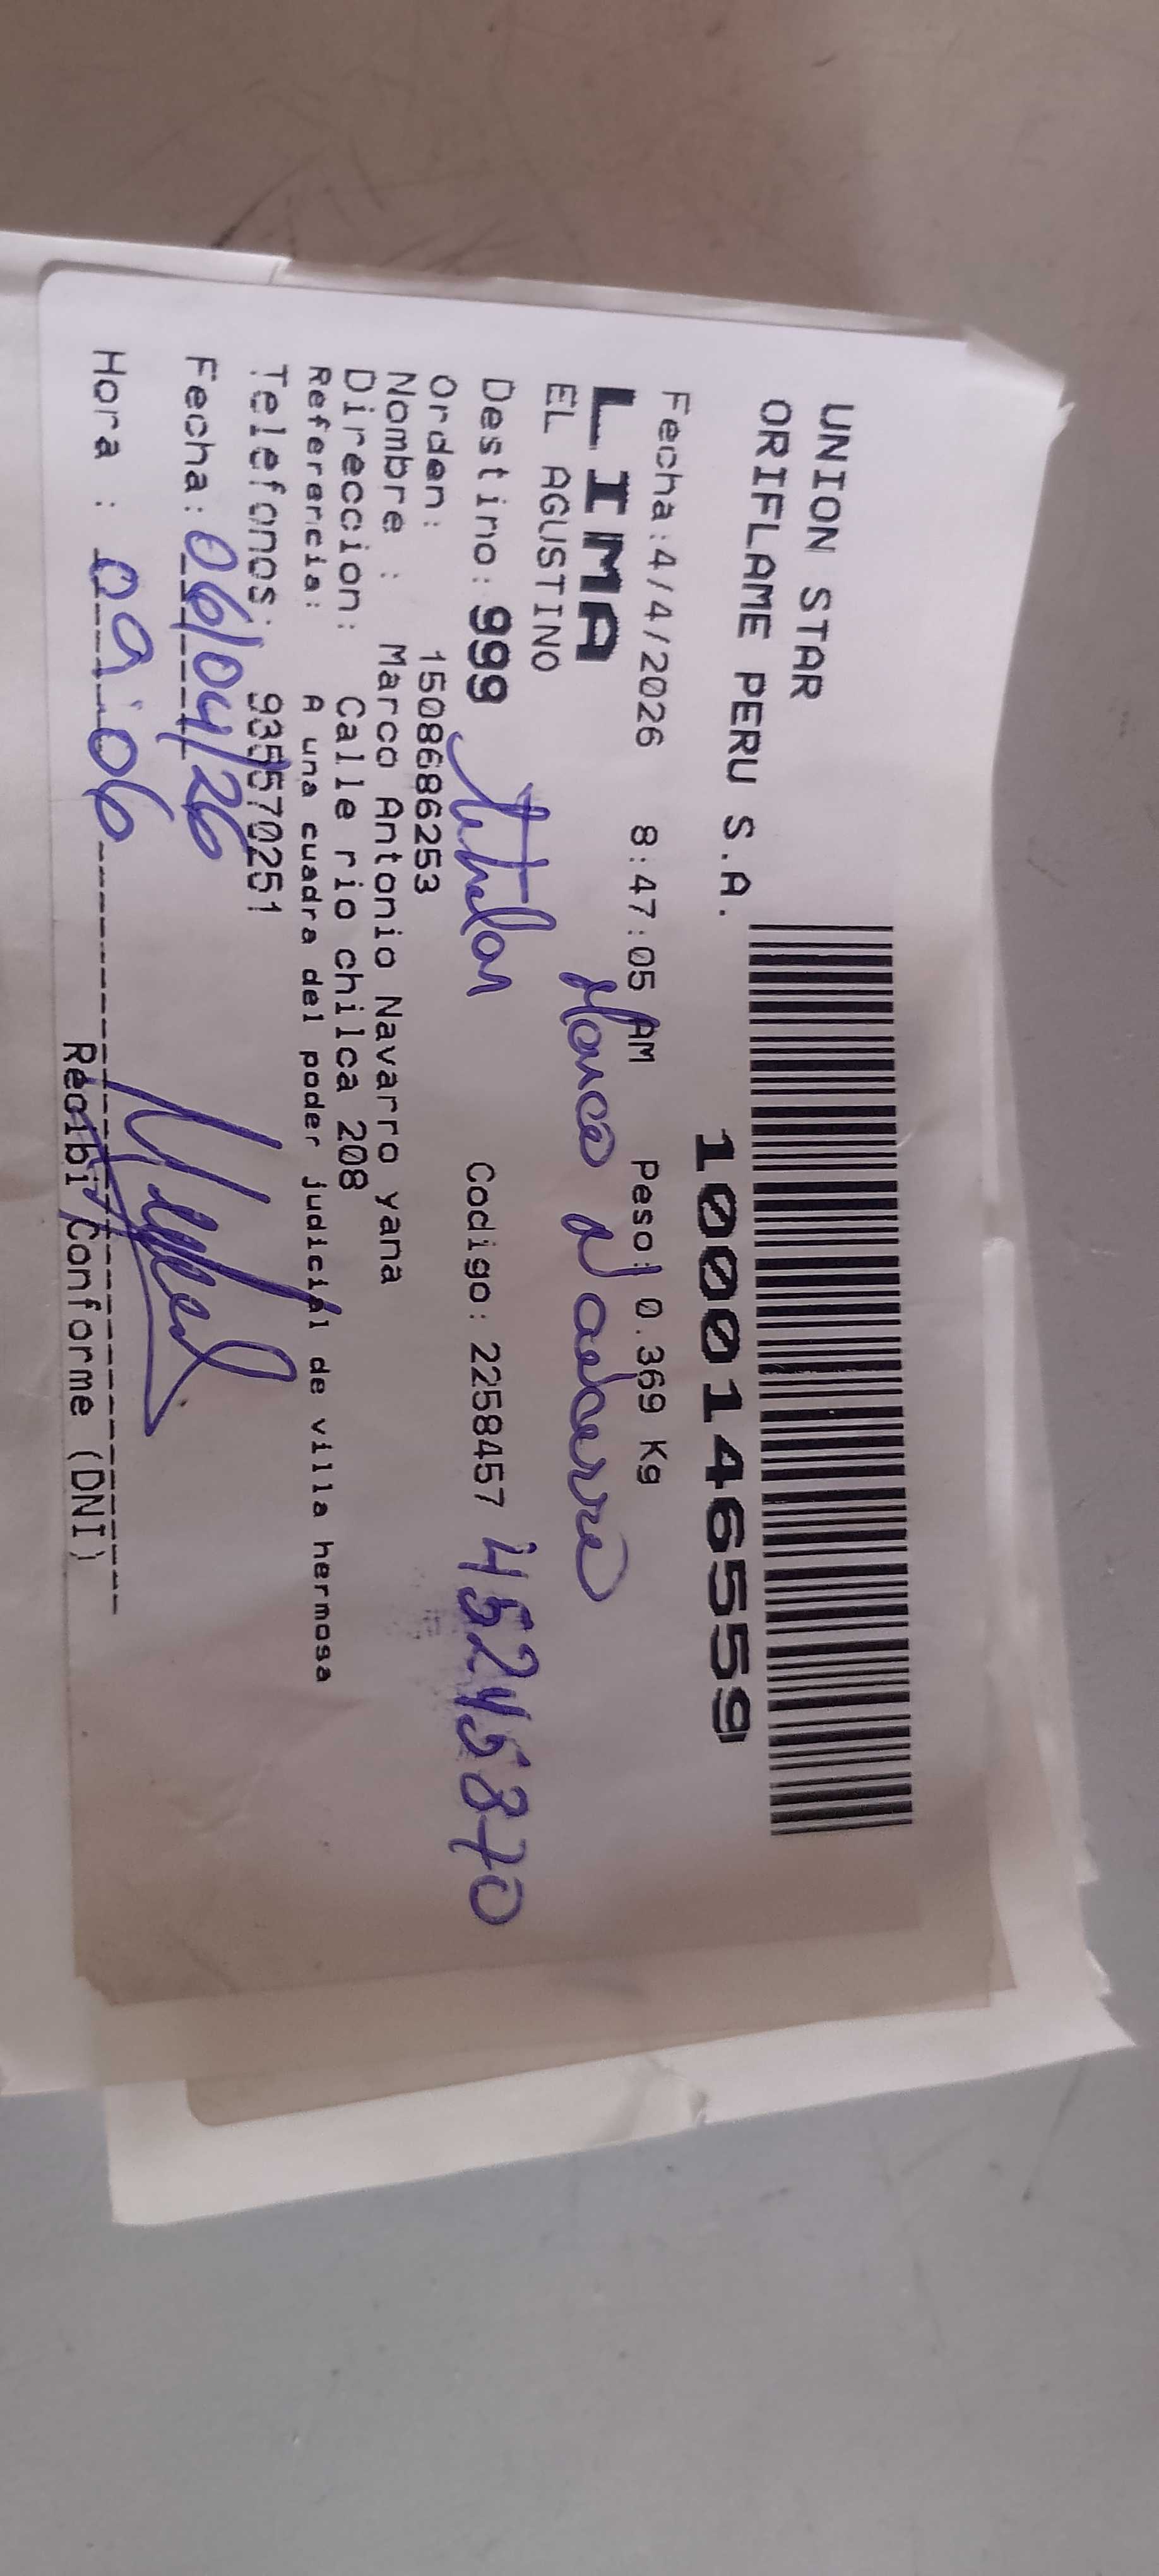 UNION STAR
ORIFLAME PERU S.A.
10001465559
Fecha:4/4/2026 8:47:05 AM Peso: 0.369 Kg
LIMA
Marco Navarro
EL AGUSTINO
Destino: 999 titular Codigo: 2258457 45245870
Orden: 1508686253
Nombre : Marco Antonio Navarro yana
Direccion: Calle rio chilca 208
Referencia: A una cuadra del poder judicial de villa hermosa
Telefonos: 935570251
Fecha: 06/04/26
Hora : 09:06
Recibi Conforme (DNI)